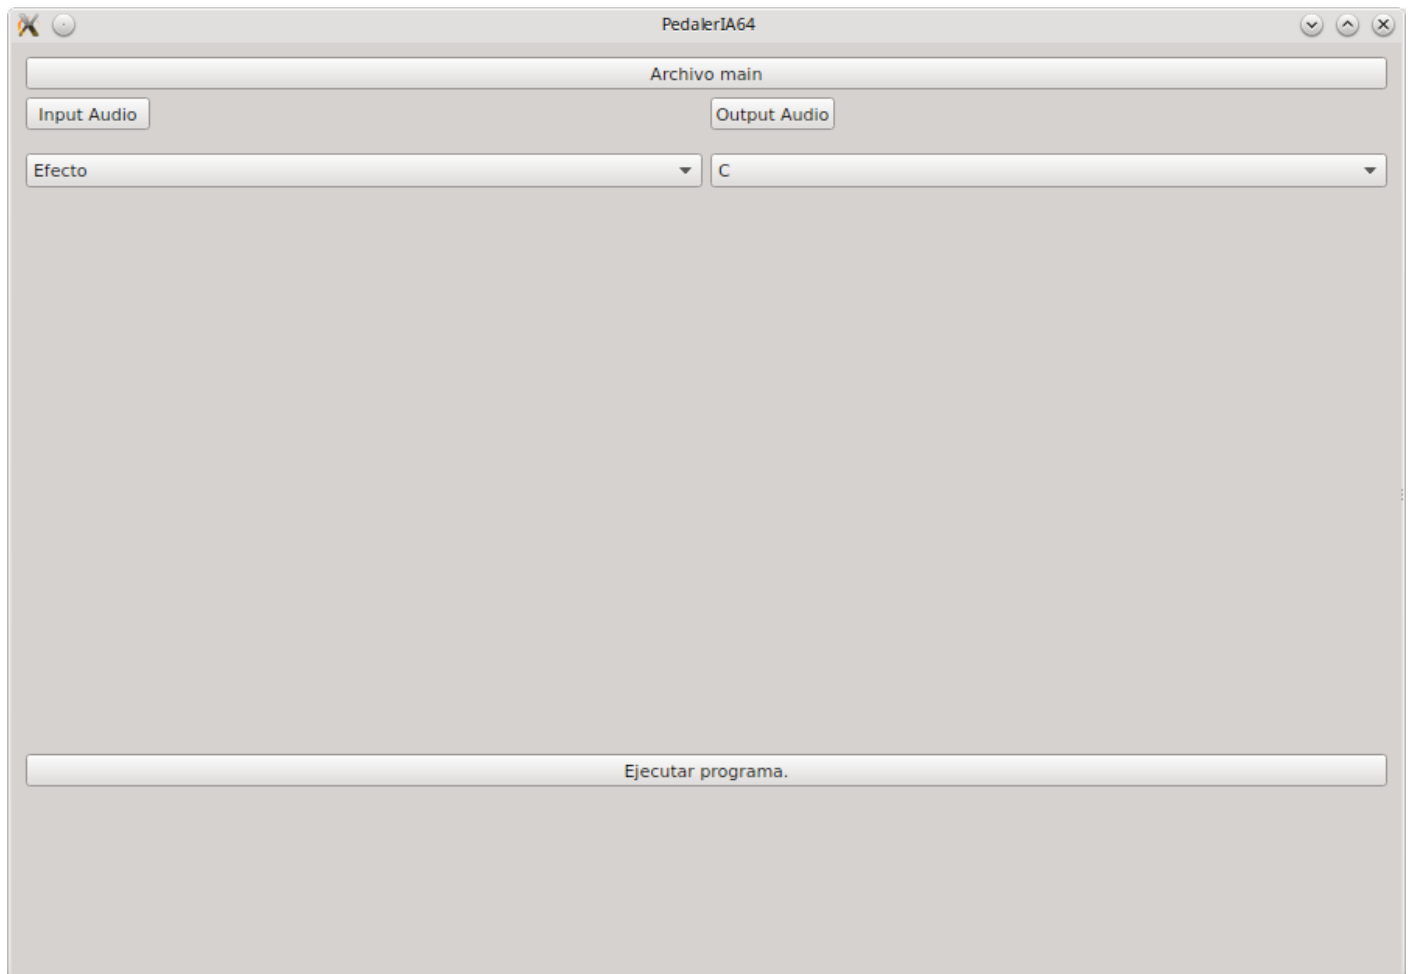 PedalerIA64
Archivo main
Input Audio Output Audio
Efecto C
Ejecutar programa.